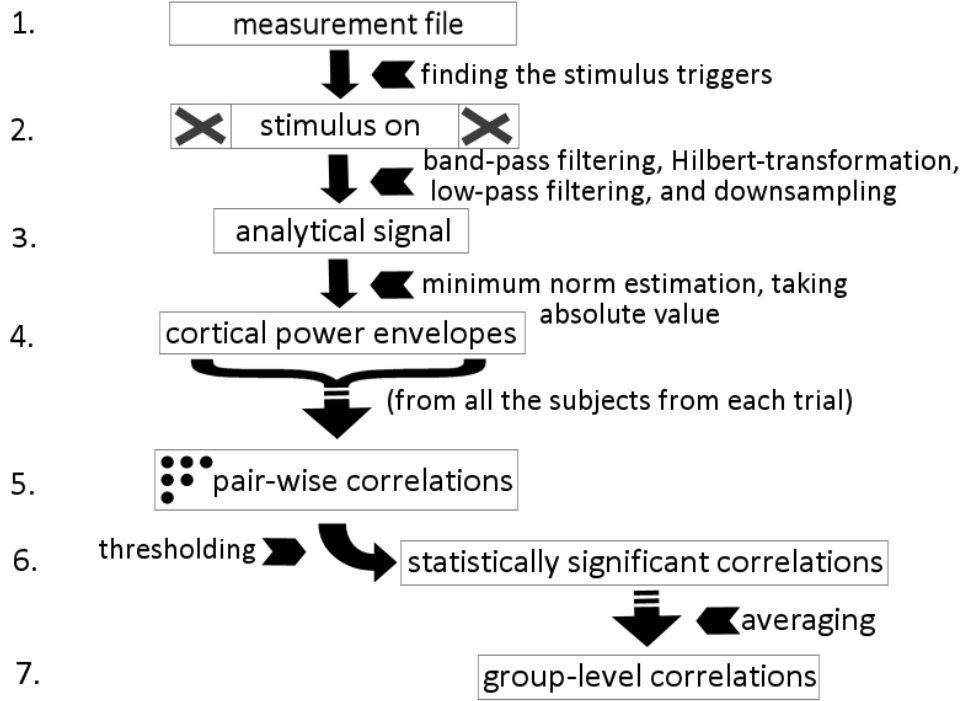 1. measurement file
finding the stimulus triggers
2. stimulus on
band-pass filtering, Hilbert-transformation,
low-pass filtering, and downsampling
3. analytical signal
minimum norm estimation, taking
absolute value
4. cortical power envelopes
(from all the subjects from each trial)
5. pair-wise correlations
thresholding
6. statistically significant correlations
averaging
7. group-level correlations